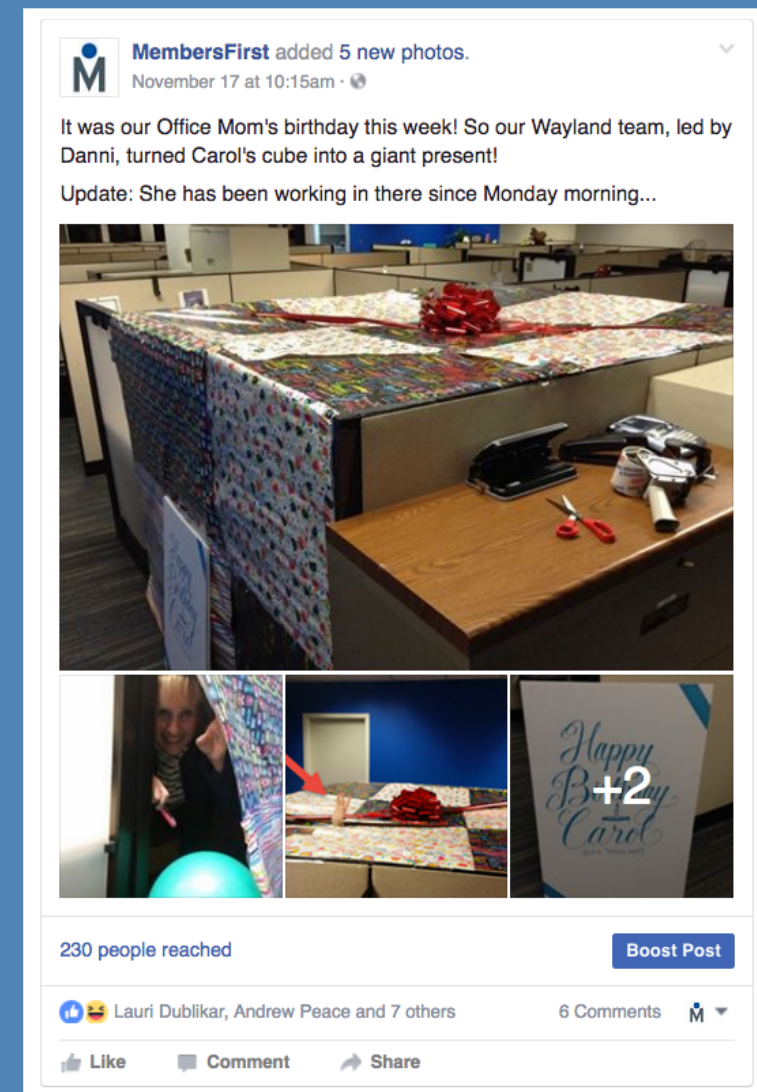 MembersFirst added 5 new photos.
November 17 at 10:15am ·
It was our Office Mom's birthday this week! So our Wayland team, led by
Danni, turned Carol's cube into a giant present!
Update: She has been working in there since Monday morning...
Happy
Birthday
Carol
+2
230 people reached
Boost Post
Lauri Dublikar, Andrew Peace and 7 others
6 Comments
Like
Comment
Share